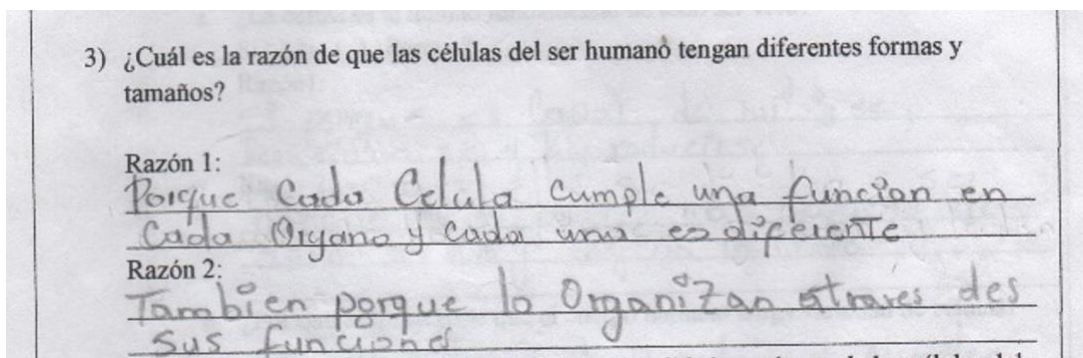 3) ¿Cuál es la razón de que las células del ser humano tengan diferentes formas y
tamaños?
Razón 1:
Porque Cada Celula cumple una funcion en
Cada Organo y cada una es diferente
Razón 2:
Tambien porque lo Organizan atraves des
sus funciond